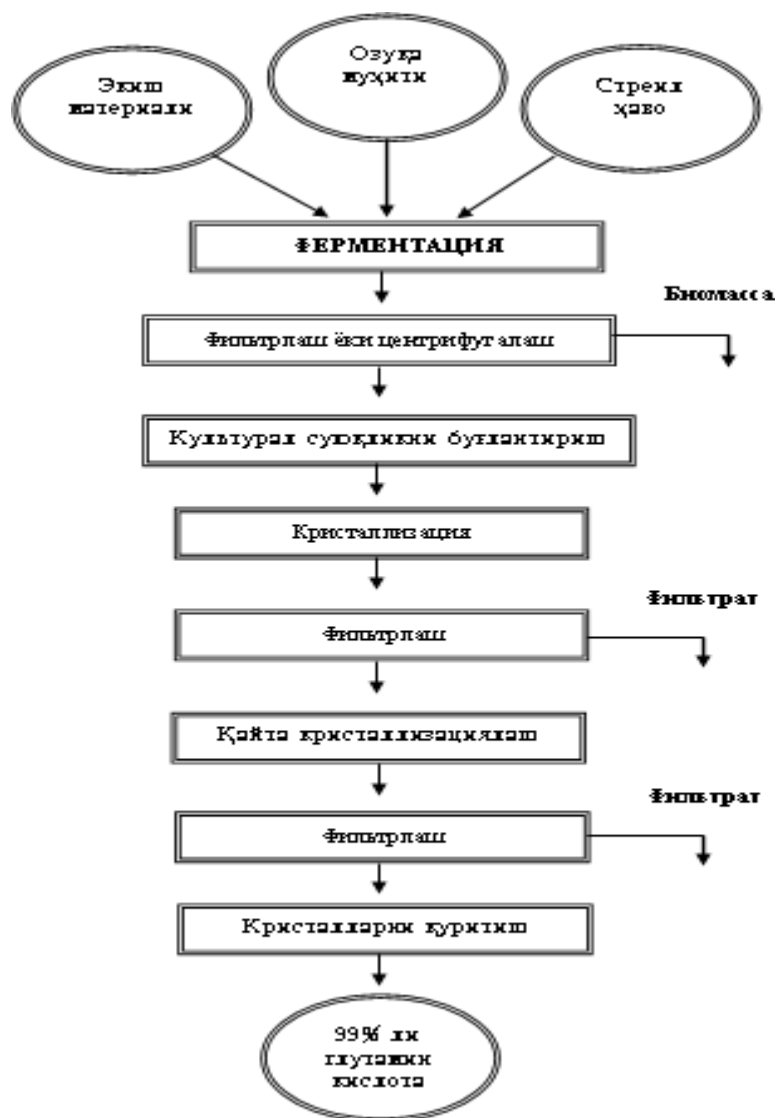 Экиш
материали
Озуқа
муҳити
Стреил
ҳаво
ФЕРМЕНТАЦИЯ
Биомасса
Фильтрлаш ёки центрифугалаш
Культурал суюқликни буғлантириш
Кристаллизация
Фильтрат
Фильтрлаш
Қайта кристаллизациялаш
Фильтрат
Фильтрлаш
Кристалларни қуритиш
99% ли
глутамин
кислота